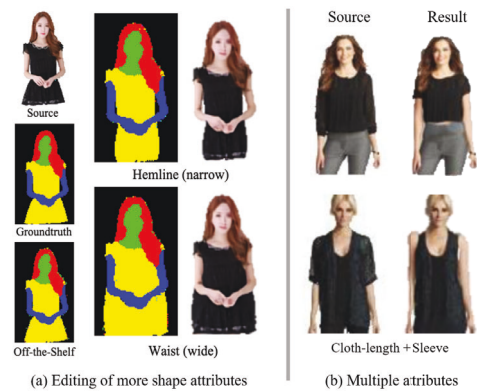 Source
Groundtruth
Off-the-Shelf
Hemline (narrow)
Waist (wide)
(a) Editing of more shape attributes
Source Result
Cloth-length + Sleeve
(b) Multiple attributes